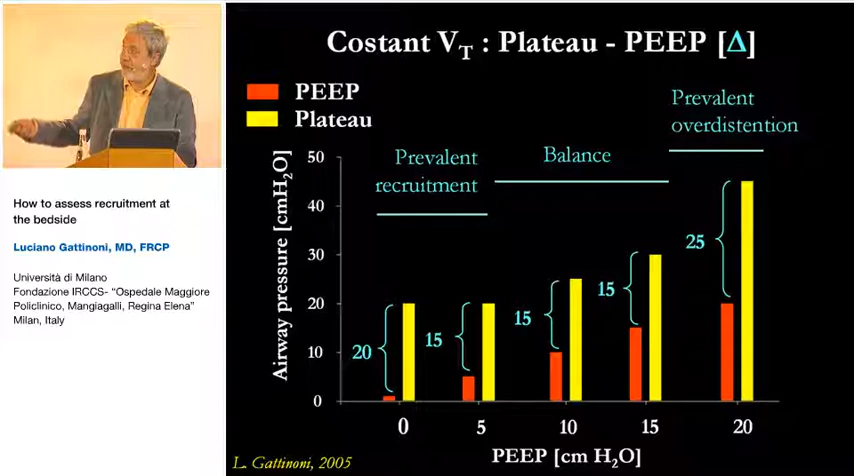 Costant VT : Plateau - PEEP [Δ]
PEEP
Plateau
Prevalent
recruitment
Balance
Prevalent
overdistention
Airway pressure [cmH2O]
50
40
30
20
10
0
20
15
15
15
25
0 5 10 15 20
PEEP [cm H2O]
L. Gattinoni, 2005
How to assess recruitment at
the bedside
Luciano Gattinoni, MD, FRCP
Università di Milano
Fondazione IRCCS- “Ospedale Maggiore
Policlinico, Mangiagalli, Regina Elena”
Milan, Italy